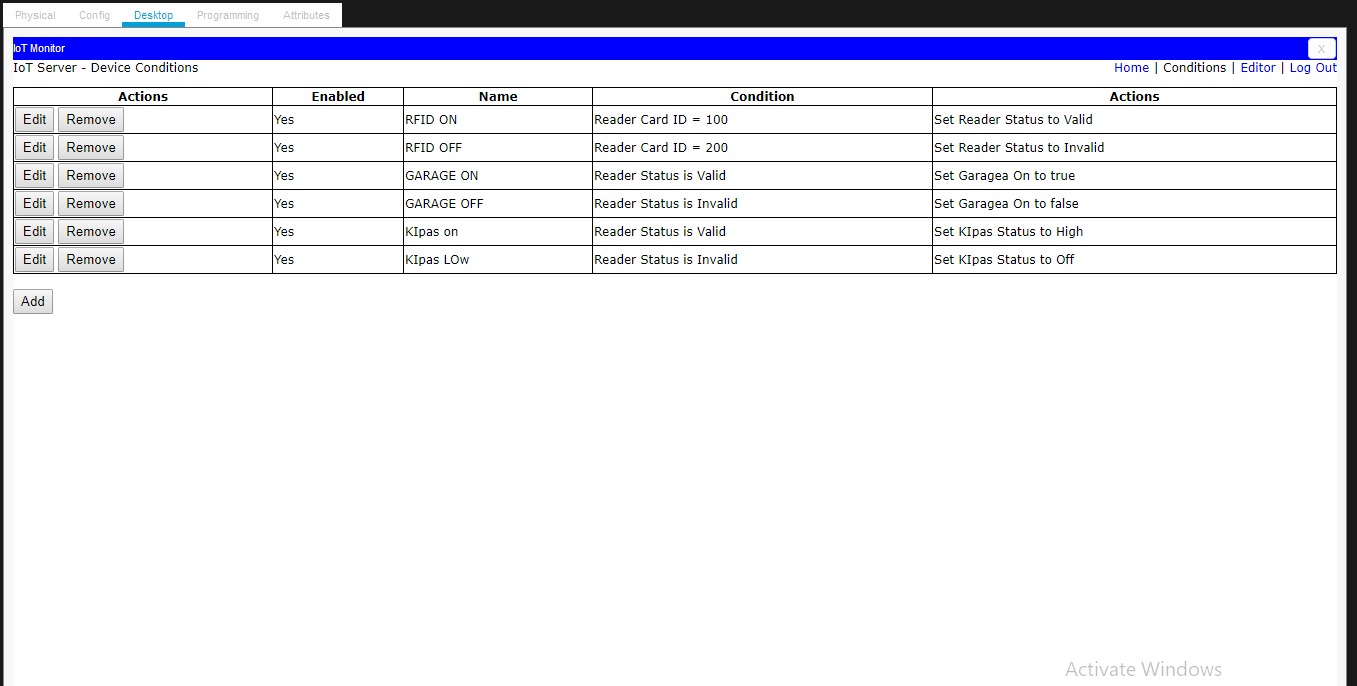 Physical Config Desktop Programming Attributes
IoT Monitor X
IoT Server - Device Conditions Home | Conditions | Editor | Log Out
Actions Enabled Name Condition Actions
Edit Remove Yes RFID ON Reader Card ID = 100 Set Reader Status to Valid
Edit Remove Yes RFID OFF Reader Card ID = 200 Set Reader Status to Invalid
Edit Remove Yes GARAGE ON Reader Status is Valid Set Garagea On to true
Edit Remove Yes GARAGE OFF Reader Status is Invalid Set Garagea On to false
Edit Remove Yes KIpas on Reader Status is Valid Set KIpas Status to High
Edit Remove Yes KIpas LOw Reader Status is Invalid Set KIpas Status to Off
Add
Activate Windows